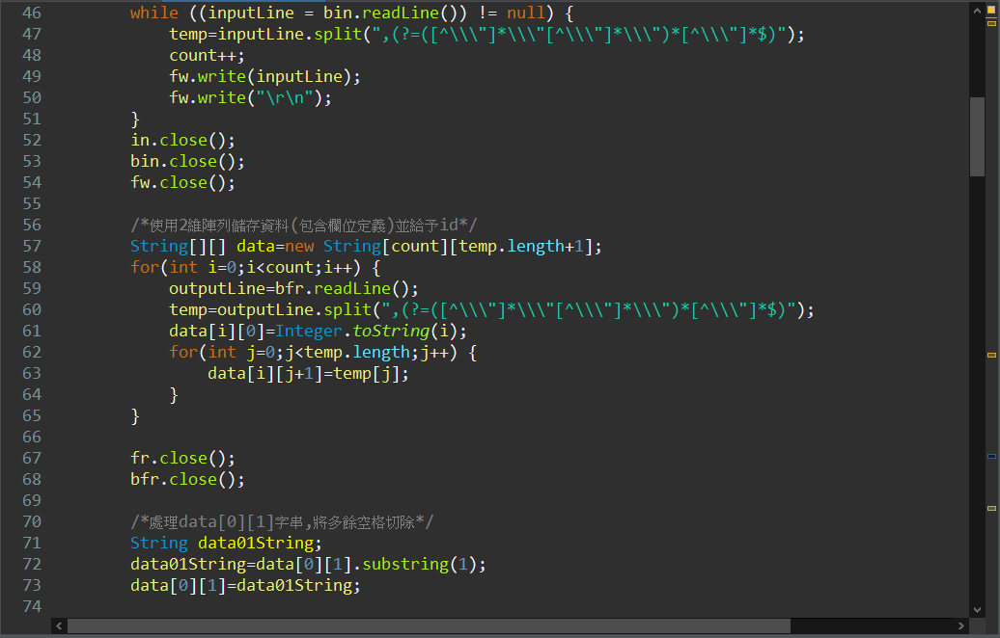 46 while ((inputLine = bin.readLine()) != null) {
47 temp=inputLine.split(",(?=([^\\\"]*\\\"[^\\\"]*\\\")*[^\\\"]*$)");
48 count++;
49 fw.write(inputLine);
50 fw.write("\r\n");
51 }
52 in.close();
53 bin.close();
54 fw.close();
55
56 /*使用2維陣列儲存資料(包含欄位定義)並給予id*/
57 String[][] data=new String[count][temp.length+1];
58 for(int i=0;i<count;i++) {
59 outputLine=bfr.readLine();
60 temp=outputLine.split(",(?=([^\\\"]*\\\"[^\\\"]*\\\")*[^\\\"]*$)");
61 data[i][0]=Integer.toString(i);
62 for(int j=0;j<temp.length;j++) {
63 data[i][j+1]=temp[j];
64 }
65 }
66
67 fr.close();
68 bfr.close();
69
70 /*處理data[0][1]字串,將多餘空格切除*/
71 String data01String;
72 data01String=data[0][1].substring(1);
73 data[0][1]=data01String;
74